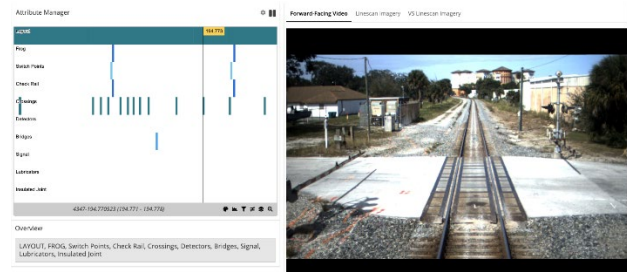 Attribute Manager
Layout
194.773
Frog
Switch Points
Check Rail
Crossings
Detectors
Bridges
Signal
Lubricators
Insulated Joint
4347-194.770523 (194.771 - 194.776)
Overview
LAYOUT, FROG, Switch Points, Check Rail, Crossings, Detectors, Bridges, Signal,
Lubricators, Insulated Joint
Forward-Facing Video Linescan Imagery VS Linescan Imagery